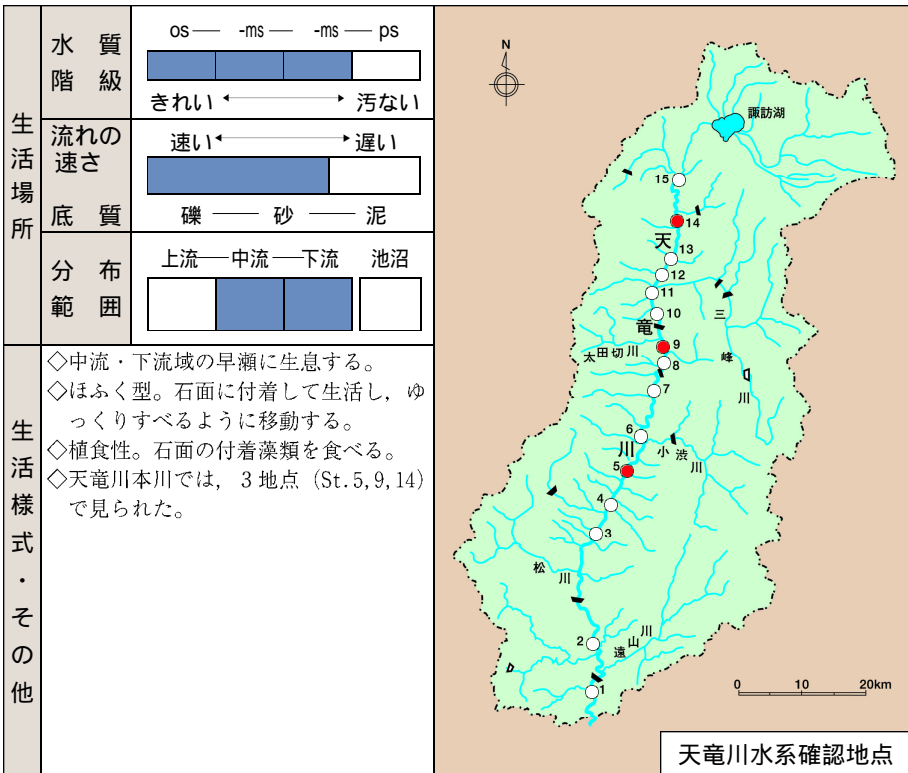 生活場所
水質階級
os — -ms — -ms — ps
きれい ←→ 汚ない
流れの速さ
速い ←→ 遅い
底質
礫 — 砂 — 泥
分布範囲
上流—中流—下流 池沼
生活様式・その他
◇中流・下流域の早瀬に生息する。
◇ほふく型。石面に付着して生活し，ゆ
っくりすべるように移動する。
◇植食性。石面の付着藻類を食べる。
◇天竜川本川では，３地点（St.5,9,14）
で見られた。
N
諏訪湖
15
14
天
13
12
11
三
10
竜
9
太田切川
峰
8
川
7
6
川
小渋川
5
4
3
松川
2
遠山川
1
0 10 20km
天竜川水系確認地点